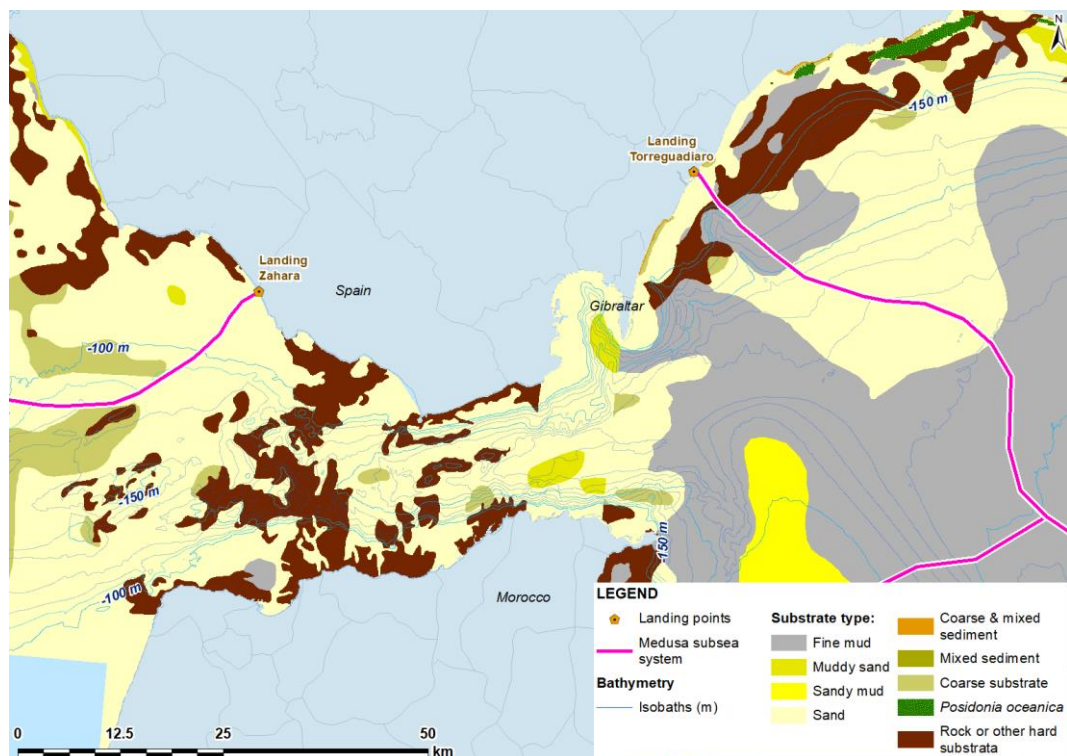 N
-150 m
Landing
Torreguadiaro
Landing
Zahara
Spain
Gibraltar
-100 m
-150 m
-150 m
-100 m
Morocco
LEGEND
Landing points
Medusa subsea
system
Bathymetry
Isobaths (m)
Substrate type:
Fine mud
Muddy sand
Sandy mud
Sand
Coarse & mixed
sediment
Mixed sediment
Coarse substrate
Posidonia oceanica
Rock or other hard
substrata
0 12.5 25 50
km